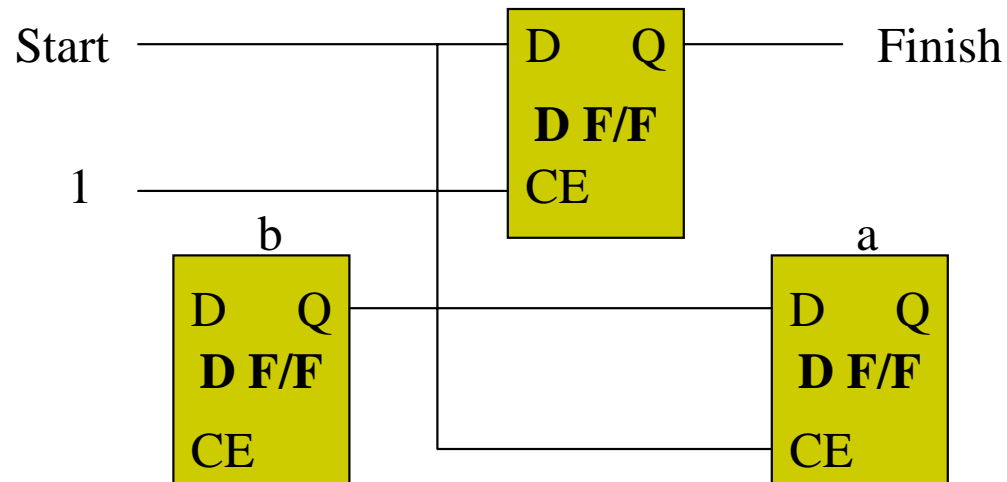 Start D Q Finish
D F/F
1 CE
b a
D Q D Q
D F/F D F/F
CE CE